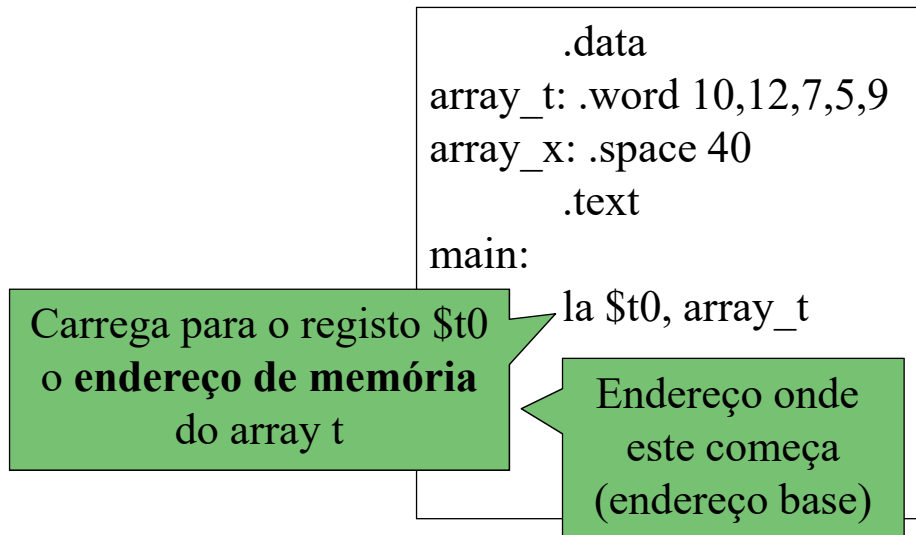 .data
array_t: .word 10,12,7,5,9
array_x: .space 40
.text
main:
la $t0, array_t
Carrega para o registo $t0
o endereço de memória
do array t
Endereço onde
este começa
(endereço base)